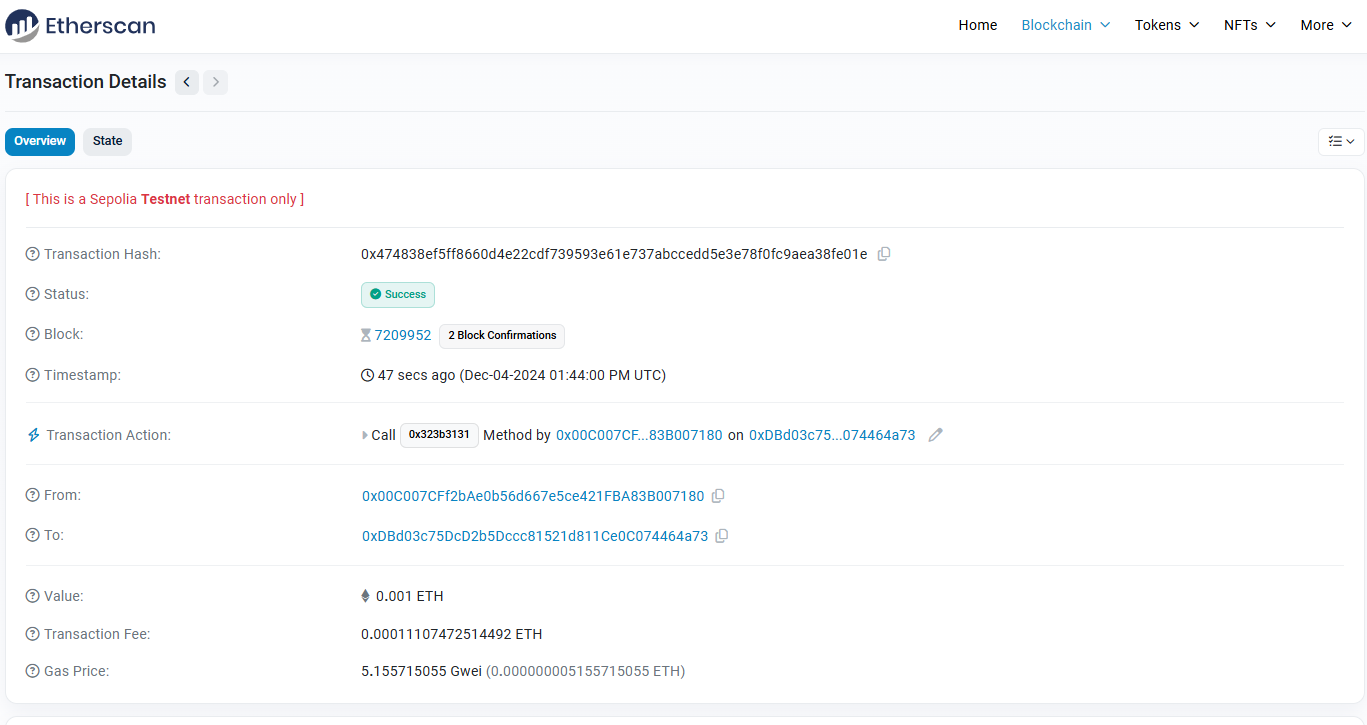 Etherscan
Home Blockchain Tokens NFTs More
Transaction Details
Overview State
[ This is a Sepolia Testnet transaction only ]
Transaction Hash: 0x474838ef5ff8660d4e22cdf739593e61e737abccedd5e3e78f0fc9aea38fe01e
Status: Success
Block: 7209952 2 Block Confirmations
Timestamp: 47 secs ago (Dec-04-2024 01:44:00 PM UTC)
Transaction Action: Call 0x323b3131 Method by 0x00C007CF...83B007180 on 0xDBd03c75...074464a73
From: 0x00C007CFf2bAe0b56d667e5ce421FBA83B007180
To: 0xDBd03c75DcD2b5Dccc81521d811Ce0C074464a73
Value: 0.001 ETH
Transaction Fee: 0.00011107472514492 ETH
Gas Price: 5.155715055 Gwei (0.000000005155715055 ETH)